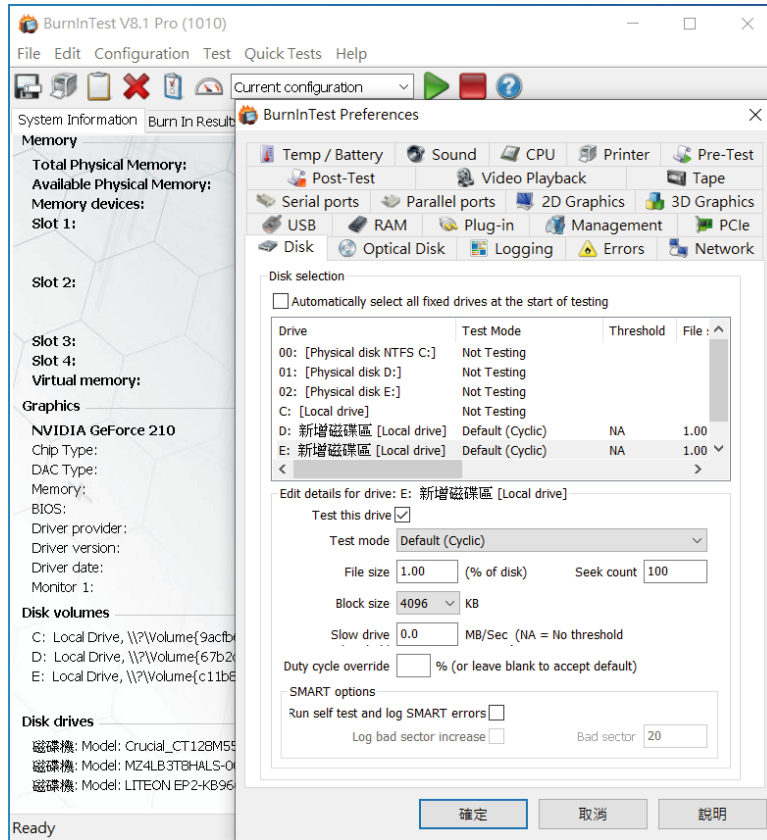 BurnInTest V8.1 Pro (1010)
File Edit Configuration Test Quick Tests Help
Current configuration
System Information Burn In Result
BurnInTest Preferences
Memory
Total Physical Memory:
Available Physical Memory:
Memory devices:
Slot 1:
Slot 2:
Slot 3:
Slot 4:
Virtual memory:
Graphics
NVIDIA GeForce 210
Chip Type:
DAC Type:
Memory:
BIOS:
Driver provider:
Driver version:
Driver date:
Monitor 1:
Disk volumes
C: Local Drive, \\?\Volume{9acfb
D: Local Drive, \\?\Volume{67b2
E: Local Drive, \\?\Volume{c11b8
Disk drives
磁碟機: Model: Crucial_CT128M55
磁碟機: Model: MZ4LB3T8HALS-0
磁碟機: Model: LITEON EP2-KB96
Ready
Temp / Battery Sound CPU Printer Pre-Test
Post-Test Video Playback Tape
Serial ports Parallel ports 2D Graphics 3D Graphics
USB RAM Plug-in Management PCIe
Disk Optical Disk Logging Errors Network
Disk selection
Automatically select all fixed drives at the start of testing
Drive Test Mode Threshold File
00: [Physical disk NTFS C:] Not Testing
01: [Physical disk D:] Not Testing
02: [Physical disk E:] Not Testing
C: [Local drive] Not Testing
D: 新增磁碟區 [Local drive] Default (Cyclic) NA 1.00
E: 新增磁碟區 [Local drive] Default (Cyclic) NA 1.00
Edit details for drive: E: 新增磁碟區 [Local drive]
Test this drive
Test mode Default (Cyclic)
File size 1.00 (% of disk) Seek count 100
Block size 4096 KB
Slow drive 0.0 MB/Sec (NA = No threshold
Duty cycle override % (or leave blank to accept default)
SMART options
Run self test and log SMART errors
Log bad sector increase Bad sector 20
確定 取消 說明